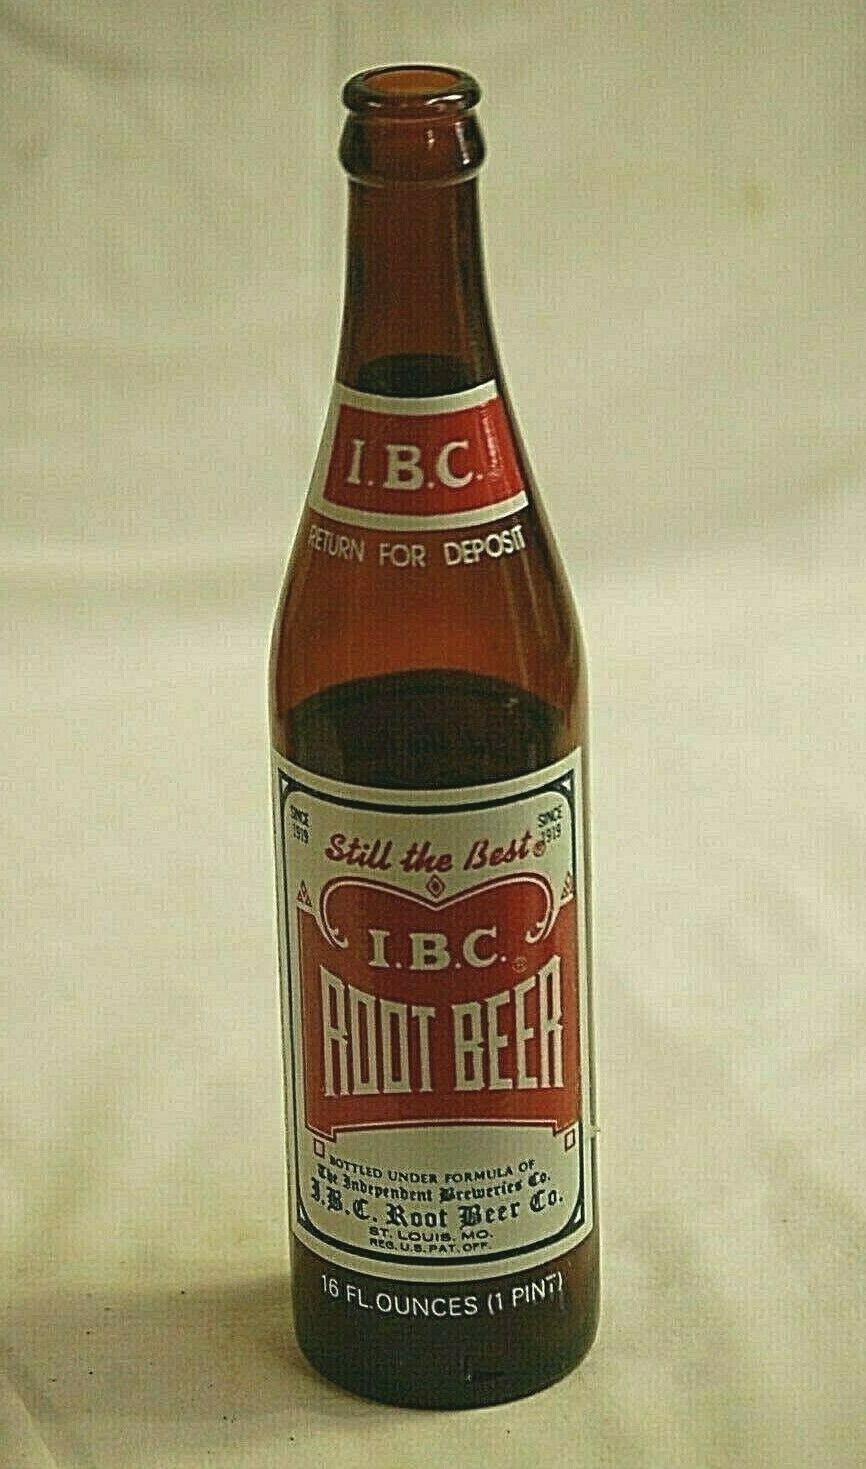 I.B.C.
RETURN FOR DEPOSIT
SINCE 1919
SINCE 1919
Still the Best®
I.B.C.®
ROOT BEER
BOTTLED UNDER FORMULA OF
The Independent Breweries Co.
I.B.C. Root Beer Co.
ST. LOUIS, MO.
REG. U.S. PAT. OFF.
16 FL. OUNCES (1 PINT)